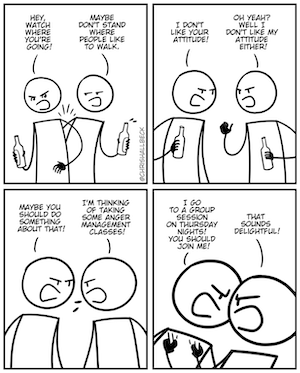 HEY,
WATCH
WHERE
YOU'RE
GOING!
MAYBE
DON'T STAND
WHERE
PEOPLE LIKE
TO WALK.
@CHRISHALLBECK
I DON'T
LIKE YOUR
ATTITUDE!
OH YEAH?
WELL I
DON'T LIKE MY
ATTITUDE
EITHER!
MAYBE YOU
SHOULD DO
SOMETHING
ABOUT THAT!
I'M THINKING
OF TAKING
SOME ANGER
MANAGEMENT
CLASSES!
I GO
TO A GROUP
SESSION
ON THURSDAY
NIGHTS!
YOU SHOULD
JOIN ME!
THAT
SOUNDS
DELIGHTFUL!